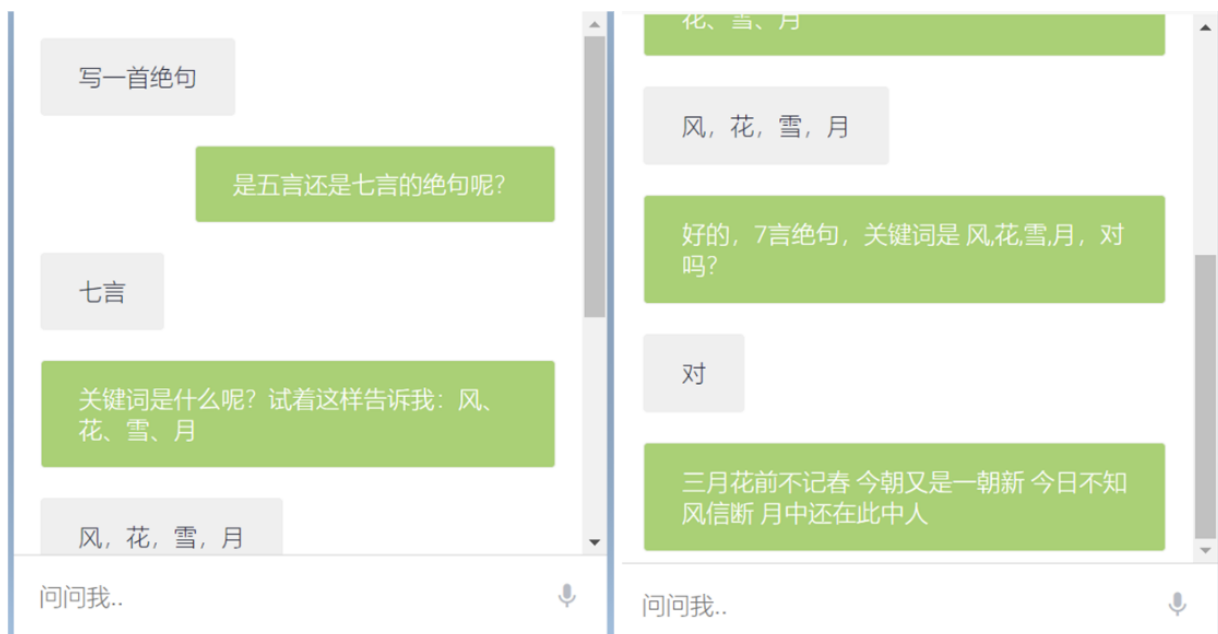 写一首绝句
是五言还是七言的绝句呢?
七言
关键词是什么呢？试着这样告诉我：风、
花、雪、月
风，花，雪，月
问问我..
花、雪、月
风，花，雪，月
好的，7言绝句，关键词是 风,花,雪,月，对
吗?
对
三月花前不记春 今朝又是一朝新 今日不知
风信断 月中还在此中人
问问我..